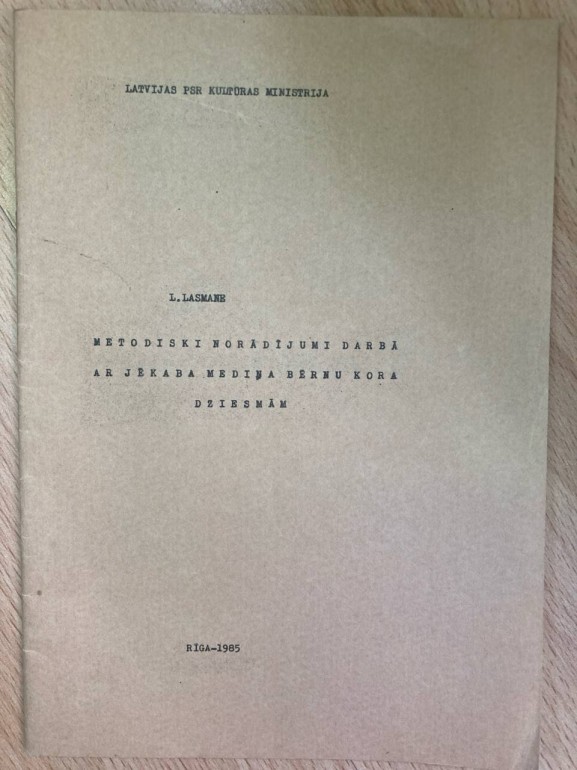 LATVIJAS PSR KULTŪRAS MINISTRIJA
L.LASMANE
METODISKI NORĀDĪJUMI DARBĀ
AR JĒKABA MEDIŅA BĒRNU KORA
DZIESMĀM
RĪGA-1985